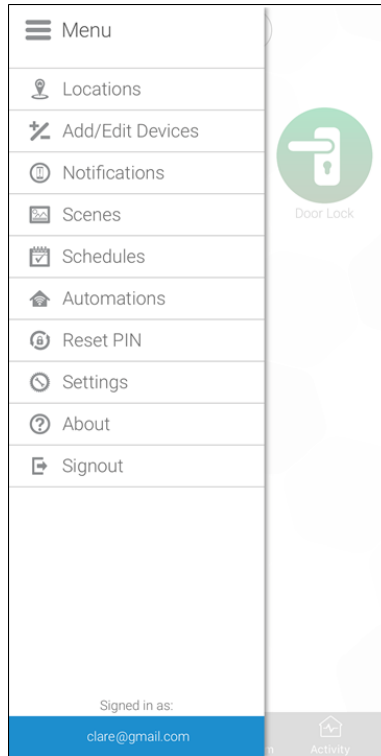 Menu
Locations
Add/Edit Devices
Notifications
Scenes
Door Lock
Schedules
Automations
Reset PIN
Settings
About
Signout
Signed in as:
clare@gmail.com
Activity